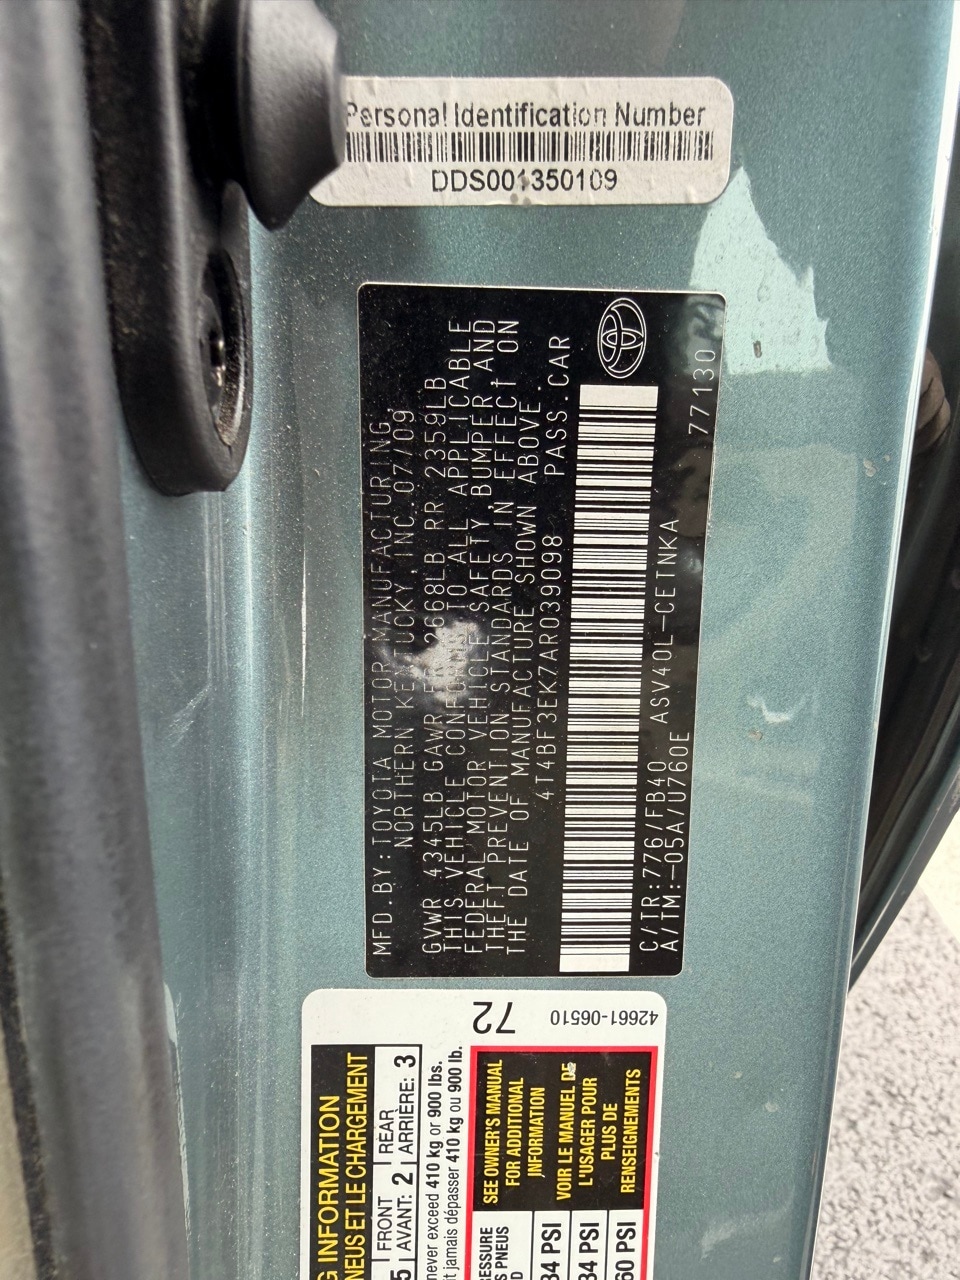 Personal Identification Number
DDS001350109
MFD.BY:TOYOTA MOTOR MANUFACTURING,
NORTHERN KENTUCKY,INC.07/09
GVWR 4345LB GAWR FR 2668LB RR 2359LB
THIS VEHICLE CONFORMS TO ALL APPLICABLE
FEDERAL MOTOR VEHICLE SAFETY,BUMPER,AND
THEFT PREVENTION STANDARDS IN EFFECT ON
THE DATE OF MANUFACTURE SHOWN ABOVE.
4T4BF3EK7AR039098 PASS.CAR
C/TR:776/FB40 ASV40L-CETNKA
A/TM:-05A/U760E 77130
72
42661-06510
G INFORMATION
NEUS ET LE CHARGEMENT
5 FRONT AVANT: 2 REAR ARRIÈRE: 3
never exceed 410 kg or 900 lbs.
it jamais dépasser 410 kg ou 900 lb.
SEE OWNER'S MANUAL
FOR ADDITIONAL
INFORMATION
VOIR LE MANUEL DE
L'USAGER POUR
PLUS DE
RENSEIGNEMENTS
ESSURE
S PNEUS
D
34 PSI
34 PSI
60 PSI